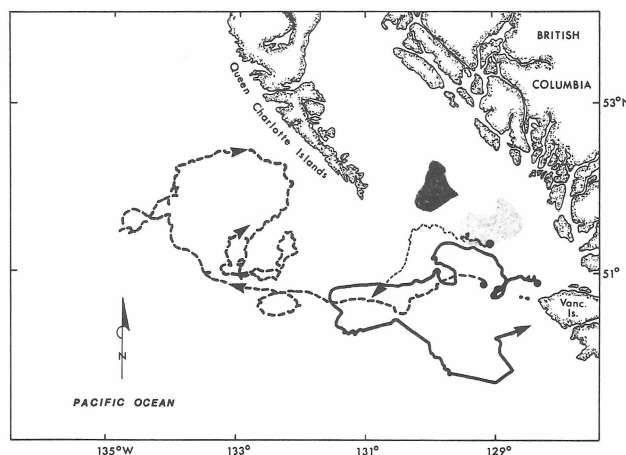 BRITISH
COLUMBIA
Queen Charlotte Islands
53°N
51°N
Vanc.
Is.
N
PACIFIC OCEAN
135°W
133°
131°
129°